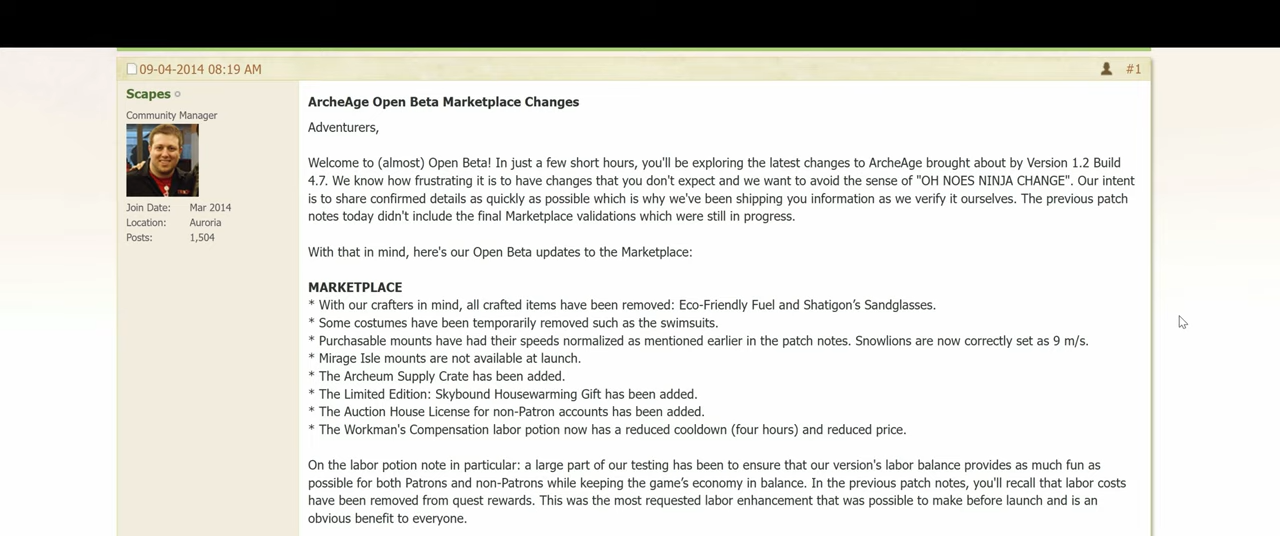 09-04-2014 08:19 AM
#1
Scapes
Community Manager
Join Date: Mar 2014
Location: Auroria
Posts: 1,504
ArcheAge Open Beta Marketplace Changes
Adventurers,
Welcome to (almost) Open Beta! In just a few short hours, you'll be exploring the latest changes to ArcheAge brought about by Version 1.2 Build
4.7. We know how frustrating it is to have changes that you don't expect and we want to avoid the sense of "OH NOES NINJA CHANGE". Our intent
is to share confirmed details as quickly as possible which is why we've been shipping you information as we verify it ourselves. The previous patch
notes today didn't include the final Marketplace validations which were still in progress.
With that in mind, here's our Open Beta updates to the Marketplace:
MARKETPLACE
* With our crafters in mind, all crafted items have been removed: Eco-Friendly Fuel and Shatigon's Sandglasses.
* Some costumes have been temporarily removed such as the swimsuits.
* Purchasable mounts have had their speeds normalized as mentioned earlier in the patch notes. Snowlions are now correctly set as 9 m/s.
* Mirage Isle mounts are not available at launch.
* The Archeum Supply Crate has been added.
* The Limited Edition: Skybound Housewarming Gift has been added.
* The Auction House License for non-Patron accounts has been added.
* The Workman's Compensation labor potion now has a reduced cooldown (four hours) and reduced price.
On the labor potion note in particular: a large part of our testing has been to ensure that our version's labor balance provides as much fun as
possible for both Patrons and non-Patrons while keeping the game's economy in balance. In the previous patch notes, you'll recall that labor costs
have been removed from quest rewards. This was the most requested labor enhancement that was possible to make before launch and is an
obvious benefit to everyone.